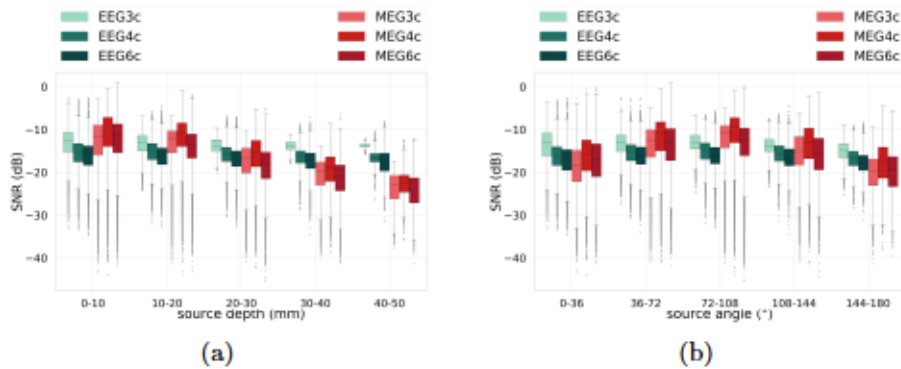 EEG3c MEG3c EEG3c MEG3c
EEG4c MEG4c EEG4c MEG4c
EEG6c MEG6c EEG6c MEG6c
0 0
−10 −10
SNR (dB) SNR (dB)
−20 −20
−30 −30
−40 −40
0-10 10-20 20-30 30-40 40-50 0-36 36-72 72-108 108-144 144-180
source depth (mm) source angle (°)
(a) (b)